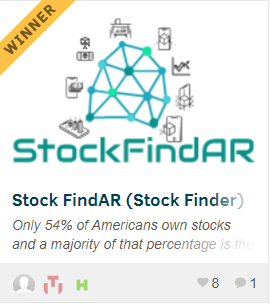 WINNER
StockFindAR
Stock FindAR (Stock Finder)
Only 54% of Americans own stocks
and a majority of that percentage is the
8
1